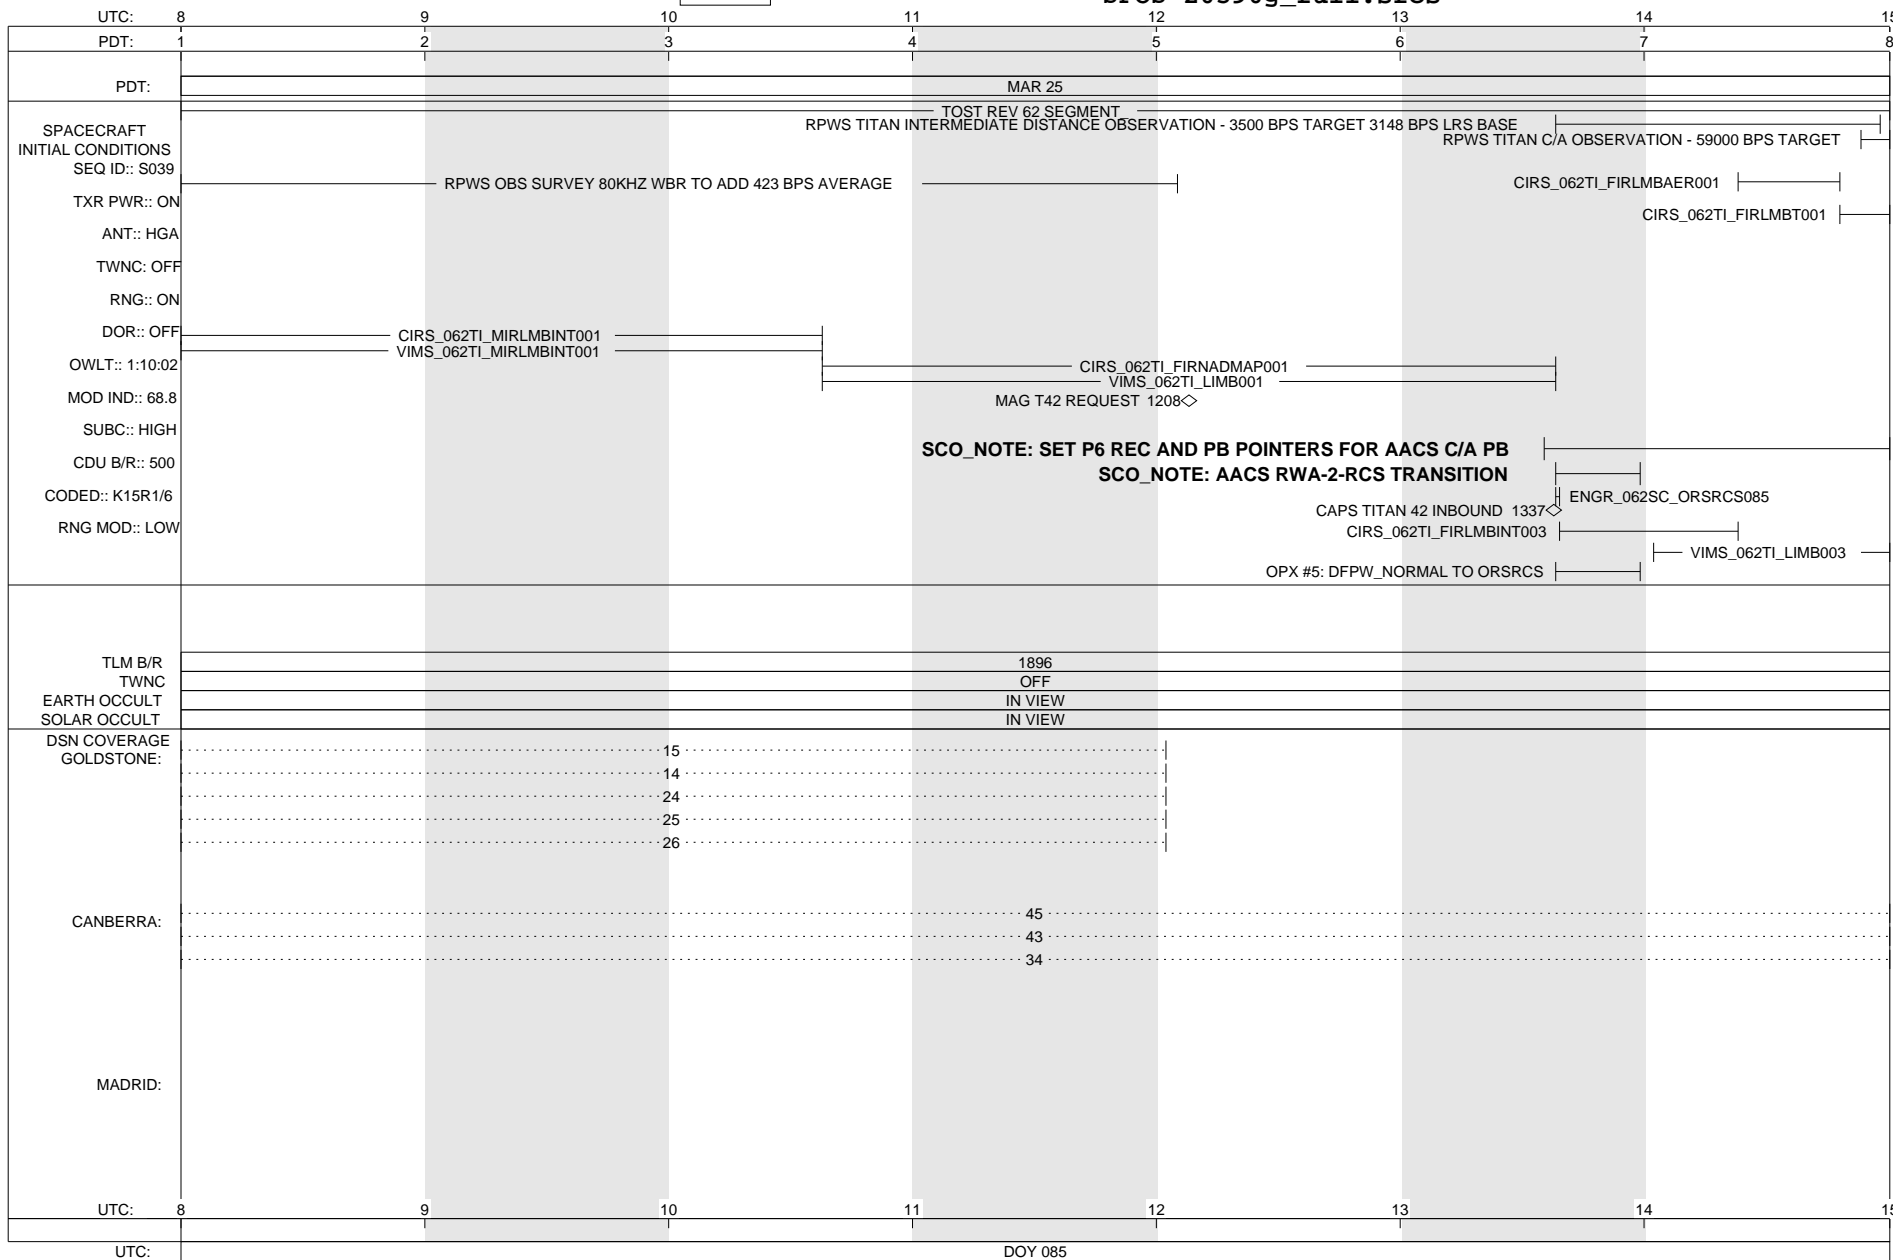 UTC: 8 9 10 11 12 13 14 15
PDT: 1 2 3 4 5 6 7 8
PDT: MAR 25
TOST REV 62 SEGMENT
RPWS TITAN INTERMEDIATE DISTANCE OBSERVATION - 3500 BPS TARGET 3148 BPS LRS BASE
SPACECRAFT
INITIAL CONDITIONS
RPWS TITAN C/A OBSERVATION - 59000 BPS TARGET
SEQ ID:: S039
RPWS OBS SURVEY 80KHZ WBR TO ADD 423 BPS AVERAGE
CIRS_062TI_FIRLMBAER001
TXR PWR:: ON
CIRS_062TI_FIRLMBT001
ANT:: HGA
TWNC: OFF
RNG:: ON
DOR:: OFF
CIRS_062TI_MIRLMBINT001
VIMS_062TI_MIRLMBINT001
OWLT:: 1:10:02
CIRS_062TI_FIRNADMAP001
VIMS_062TI_LIMB001
MOD IND:: 68.8
MAG T42 REQUEST 1208
SUBC:: HIGH
SCO_NOTE: SET P6 REC AND PB POINTERS FOR AACS C/A PB
CDU B/R:: 500
SCO_NOTE: AACS RWA-2-RCS TRANSITION
CODED:: K15R1/6
ENGR_062SC_ORSRCS085
CAPS TITAN 42 INBOUND 1337
RNG MOD:: LOW
CIRS_062TI_FIRLMBINT003
VIMS_062TI_LIMB003
OPX #5: DFPW_NORMAL TO ORSRCS
TLM B/R 1896
TWNC OFF
EARTH OCCULT IN VIEW
SOLAR OCCULT IN VIEW
DSN COVERAGE
GOLDSTONE: 15
14
24
25
26
CANBERRA: 45
43
34
MADRID:
UTC: 8 9 10 11 12 13 14 15
UTC: DOY 085